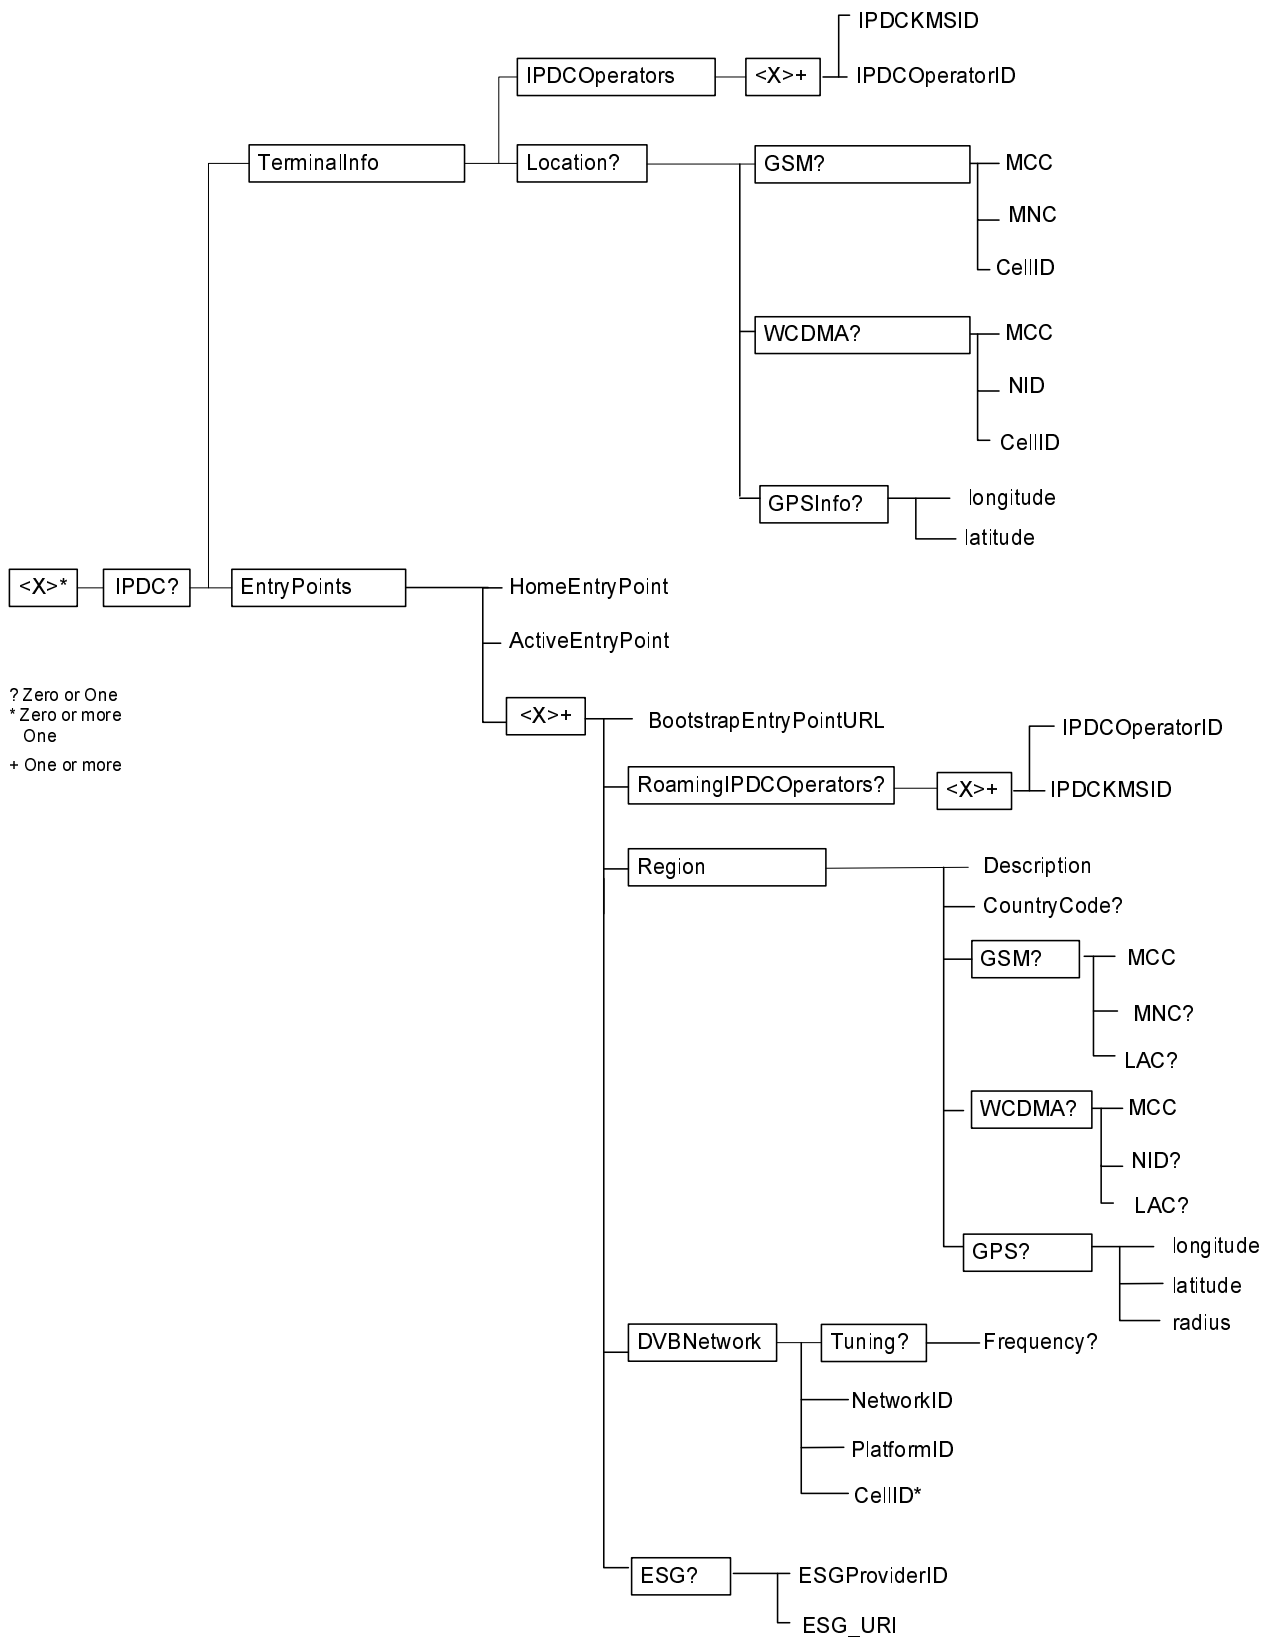 IPDCKMSID
IPDCOperators
<X>+
IPDCOperatorID
TerminalInfo
Location?
GSM?
MCC
MNC
CellID
WCDMA?
MCC
NID
CellID
GPSInfo?
longitude
latitude
<X>*
IPDC?
EntryPoints
HomeEntryPoint
ActiveEntryPoint
? Zero or One
* Zero or more
One
+ One or more
<X>+
BootstrapEntryPointURL
IPDCOperatorID
RoamingIPDCOperators?
<X>+
IPDCKMSID
Region
Description
CountryCode?
GSM?
MCC
MNC?
LAC?
WCDMA?
MCC
NID?
LAC?
GPS?
longitude
latitude
radius
DVBNetwork
Tuning?
Frequency?
NetworkID
PlatformID
CellID*
ESG?
ESGProviderID
ESG_URI